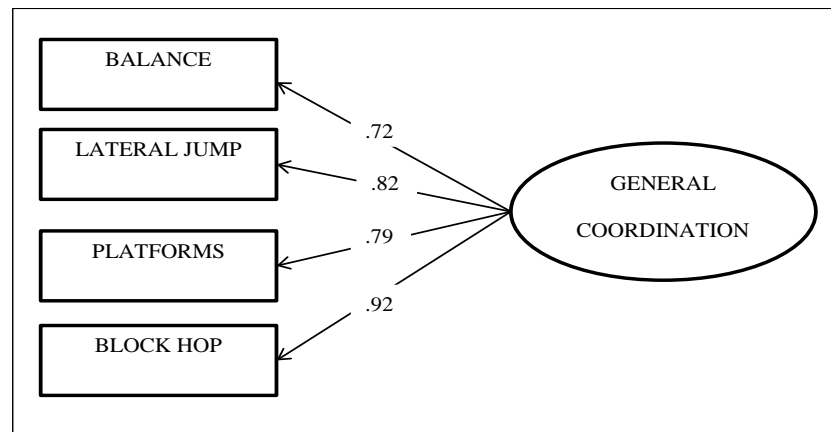 BALANCE
.72
LATERAL JUMP
.82
GENERAL
COORDINATION
PLATFORMS
.79
.92
BLOCK HOP